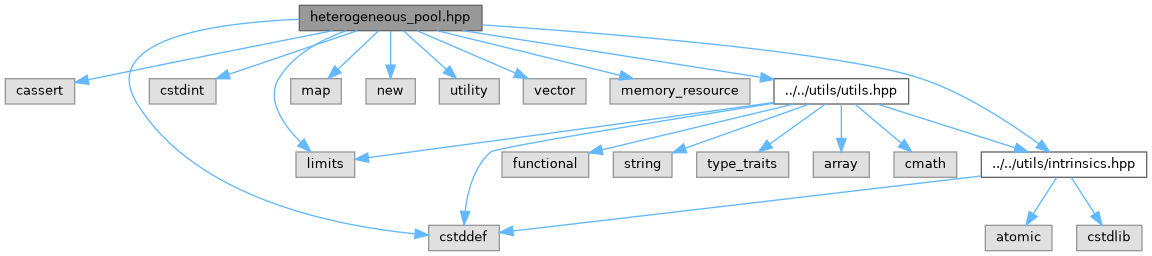 heterogeneous_pool.hpp
cassert
cstdint
map
new
utility
vector
memory_resource
../../utils/utils.hpp
limits
functional
string
type_traits
array
cmath
../../utils/intrinsics.hpp
cstddef
atomic
cstdlib